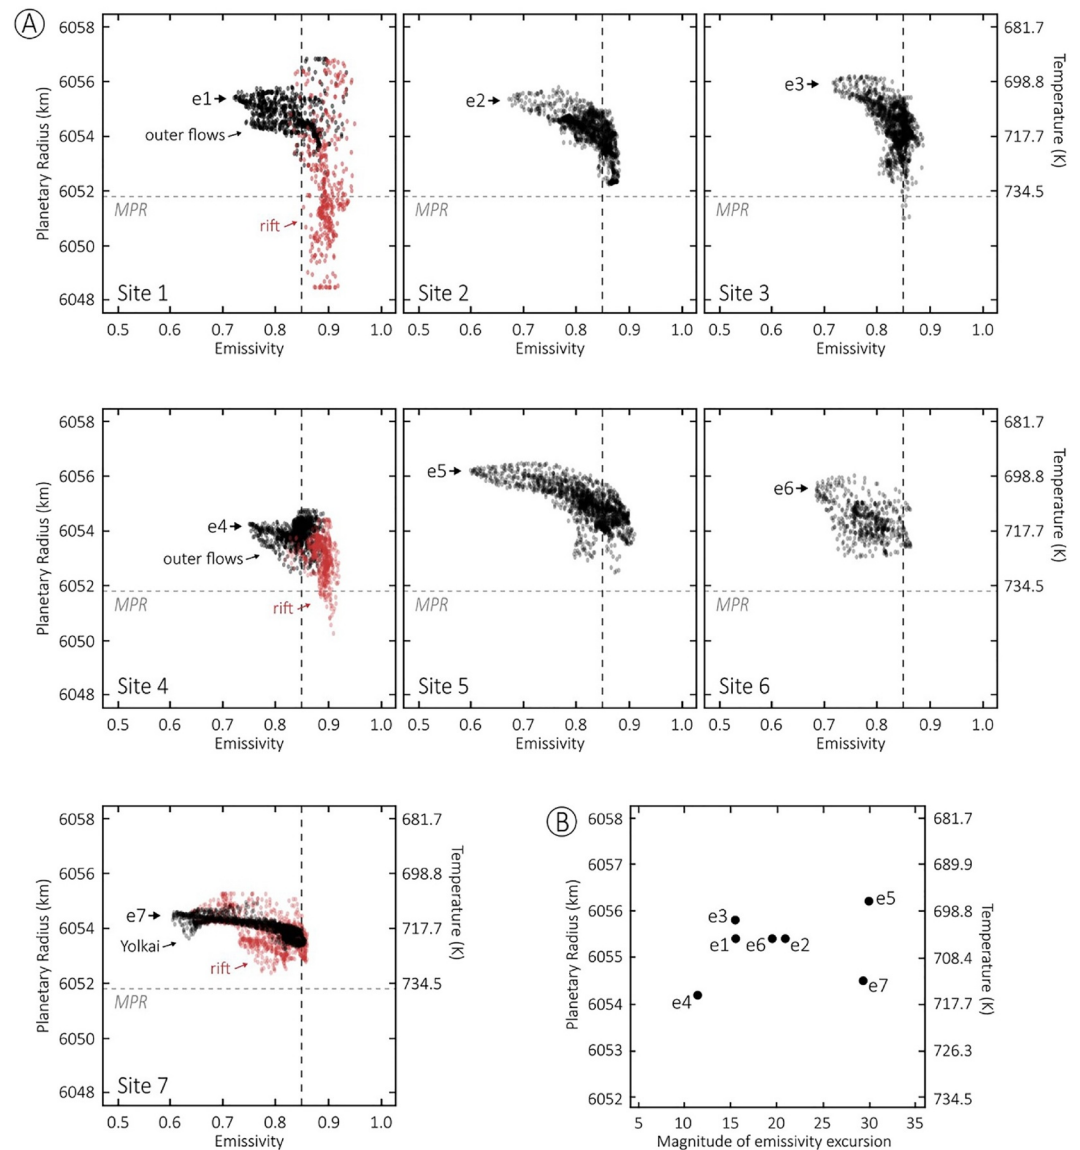 A
6058
6056
6054
6052
6050
6048
Planetary Radius (km)
e1
outer flows
MPR
rift
Site 1
0.5 0.6 0.7 0.8 0.9 1.0
Emissivity
e2
MPR
Site 2
0.5 0.6 0.7 0.8 0.9 1.0
Emissivity
e3
MPR
Site 3
0.5 0.6 0.7 0.8 0.9 1.0
Emissivity
681.7
698.8
717.7
734.5
Temperature (K)
6058
6056
6054
6052
6050
6048
Planetary Radius (km)
e4
outer flows
MPR
rift
Site 4
0.5 0.6 0.7 0.8 0.9 1.0
Emissivity
e5
MPR
Site 5
0.5 0.6 0.7 0.8 0.9 1.0
Emissivity
e6
MPR
Site 6
0.5 0.6 0.7 0.8 0.9 1.0
Emissivity
681.7
698.8
717.7
734.5
Temperature (K)
6058
6056
6054
6052
6050
6048
Planetary Radius (km)
e7
Yolkai
rift
MPR
Site 7
0.5 0.6 0.7 0.8 0.9 1.0
Emissivity
681.7
698.8
717.7
734.5
Temperature (K)
B
6058
6057
6056
6055
6054
6053
6052
Planetary Radius (km)
e5
e3
e1
e6
e2
e7
e4
5 10 15 20 25 30 35
Magnitude of emissivity excursion
681.7
689.9
698.8
708.4
717.7
726.3
734.5
Temperature (K)